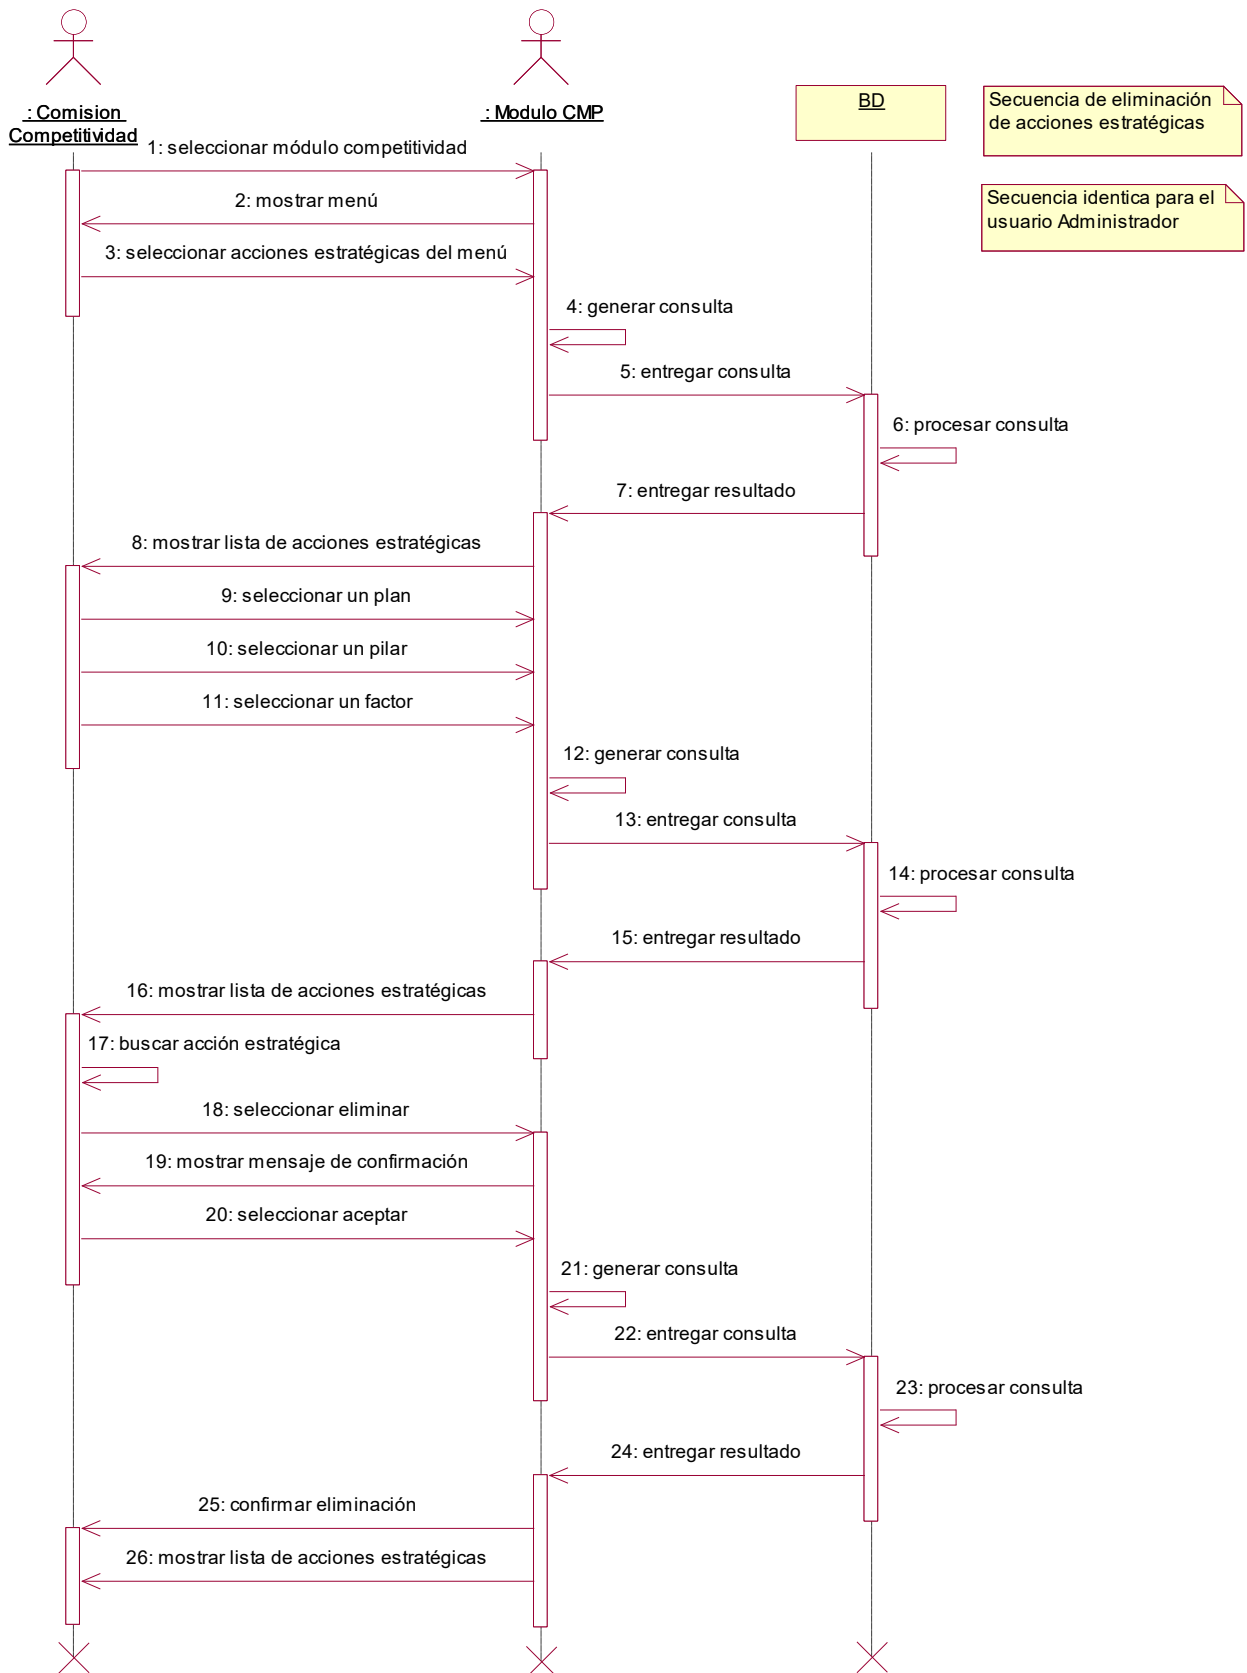 : Comision
Competitividad
: Modulo CMP
BD
Secuencia de eliminación
de acciones estratégicas
Secuencia identica para el
usuario Administrador
1: seleccionar módulo competitividad
2: mostrar menú
3: seleccionar acciones estratégicas del menú
4: generar consulta
5: entregar consulta
6: procesar consulta
7: entregar resultado
8: mostrar lista de acciones estratégicas
9: seleccionar un plan
10: seleccionar un pilar
11: seleccionar un factor
12: generar consulta
13: entregar consulta
14: procesar consulta
15: entregar resultado
16: mostrar lista de acciones estratégicas
17: buscar acción estratégica
18: seleccionar eliminar
19: mostrar mensaje de confirmación
20: seleccionar aceptar
21: generar consulta
22: entregar consulta
23: procesar consulta
24: entregar resultado
25: confirmar eliminación
26: mostrar lista de acciones estratégicas